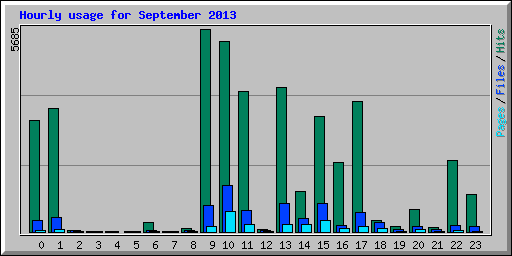 Hourly usage for September 2013
5685
Pages/Files/Hits
0 1 2 3 4 5 6 7 8 9 10 11 12 13 14 15 16 17 18 19 20 21 22 23